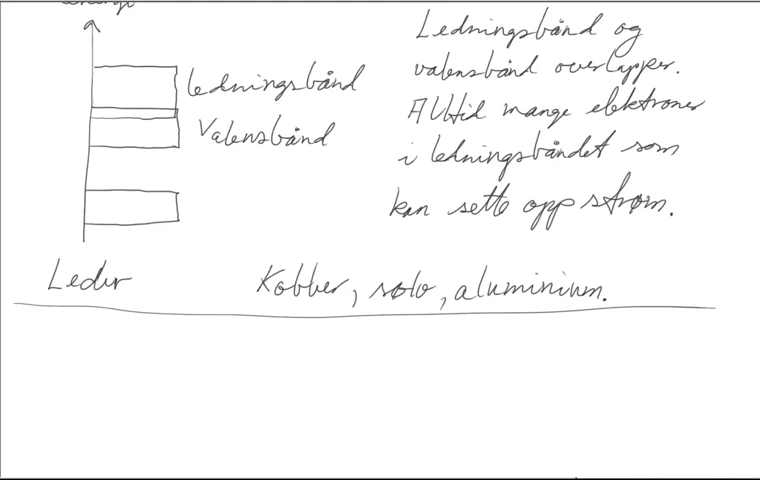 Ledningsbånd og
valensbånd overlapper.
Alltid mange elektroner
i ledningsbåndet som
kan sette opp strøm.
ledningsbånd
Valensbånd
Leder
Kobber, sølv, aluminium.